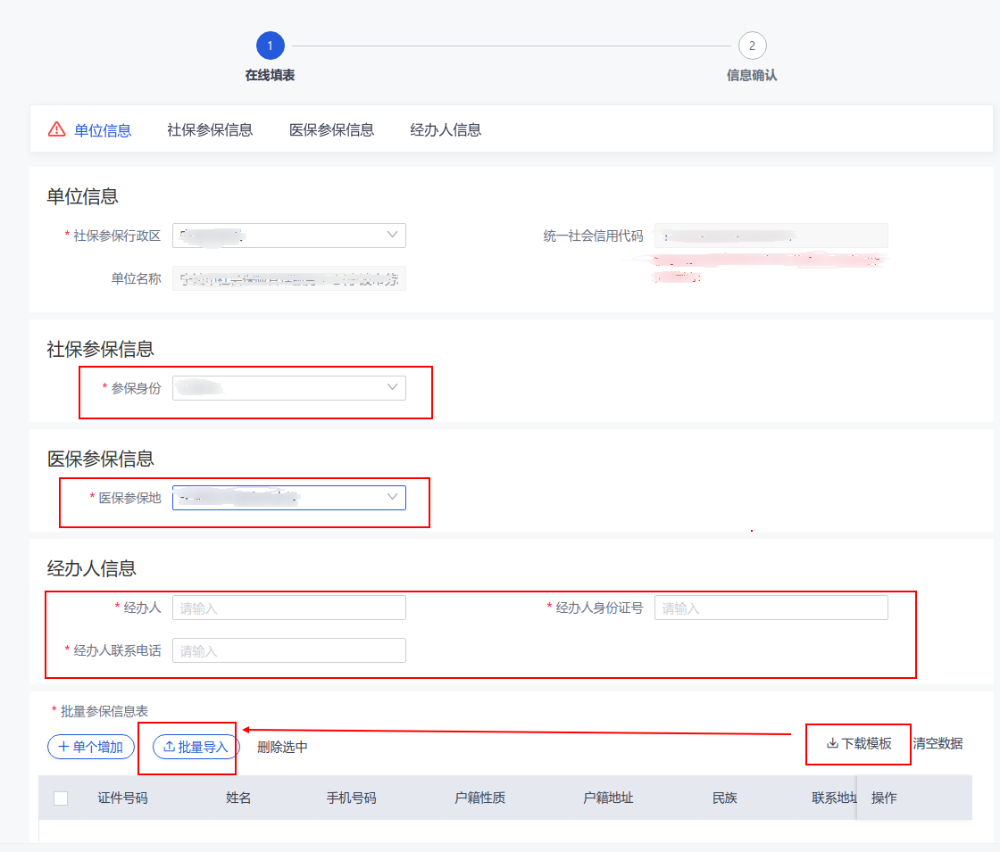 1
2
在线填表
信息确认
单位信息 社保参保信息 医保参保信息 经办人信息
单位信息
* 社保参保行政区
统一社会信用代码
单位名称
社保参保信息
* 参保身份
医保参保信息
* 医保参保地
经办人信息
* 经办人 请输入
* 经办人身份证号 请输入
* 经办人联系电话 请输入
* 批量参保信息表
单个增加 批量导入 删除选中 下载模板 清空数据
证件号码 姓名 手机号码 户籍性质 户籍地址 民族 联系地址 操作